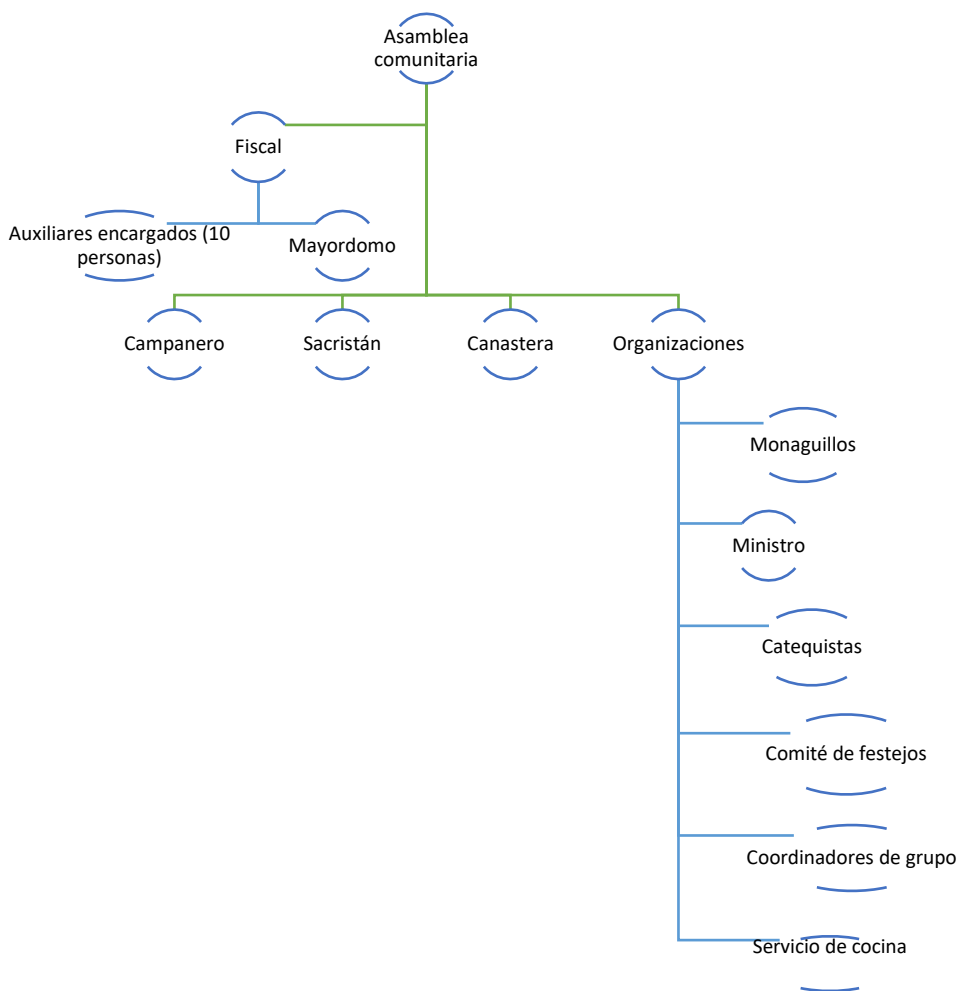 Asamblea
comunitaria
Fiscal
Auxiliares encargados (10
personas)
Mayordomo
Campanero
Sacristán
Canastera
Organizaciones
Monaguillos
Ministro
Catequistas
Comité de festejos
Coordinadores de grupo
Servicio de cocina